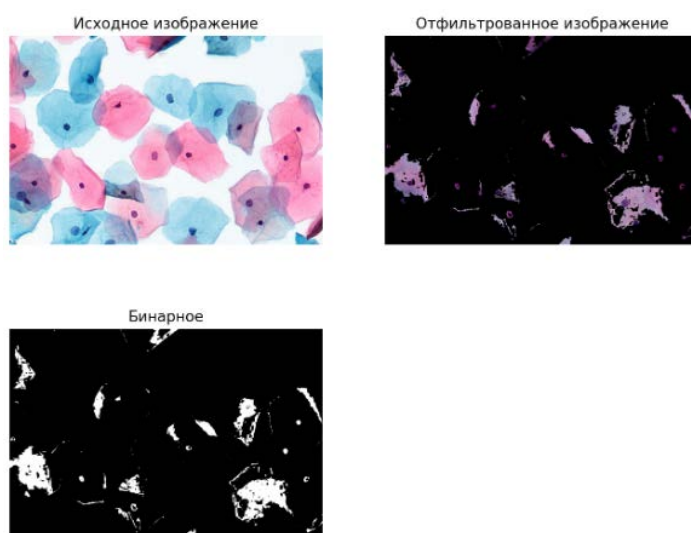 Исходное изображение
Отфильтрованное изображение
Бинарное